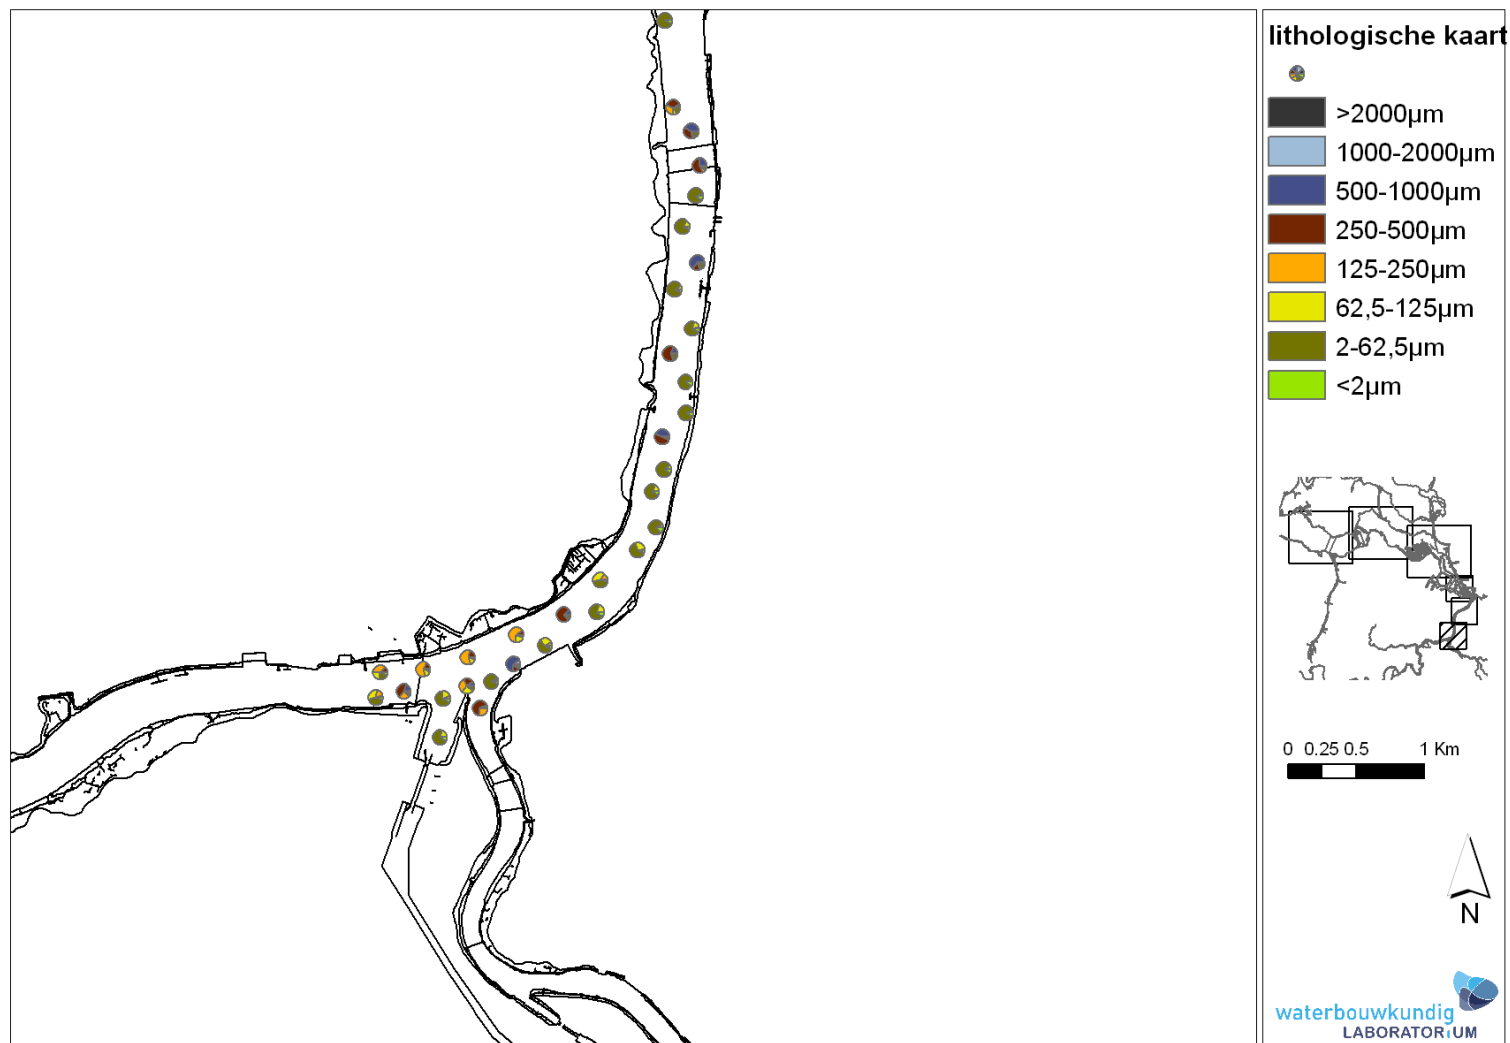 lithologische kaart
>2000µm
1000-2000µm
500-1000µm
250-500µm
125-250µm
62,5-125µm
2-62,5µm
<2µm
0 0.25 0.5 1 Km
N
waterbouwkundig
LABORATORIUM